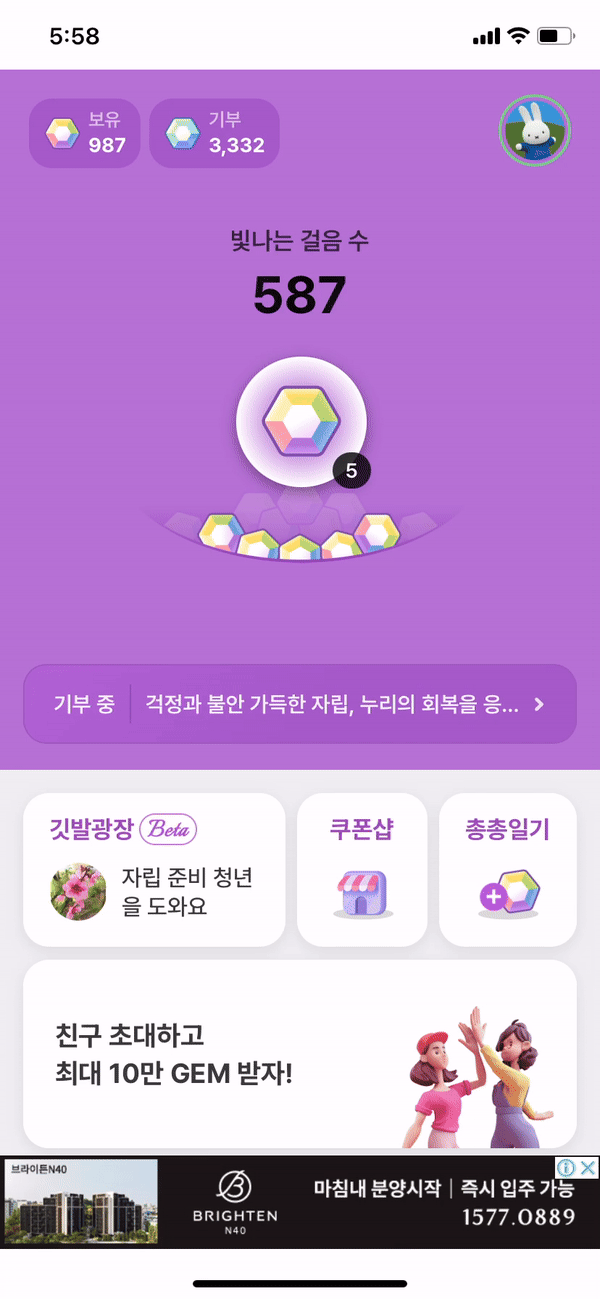 5:58
보유
987
기부
3,332
빛나는 걸음 수
587
5
기부 중
걱정과 불안 가득한 자립, 누리의 회복을 응...
깃발광장 Beta
자립 준비 청년
을 도와요
쿠폰샵
총총일기
친구 초대하고
최대 10만 GEM 받자!
브라이튼N40
BRIGHTEN
N40
마침내 분양시작 | 즉시 입주 가능
1577.0889